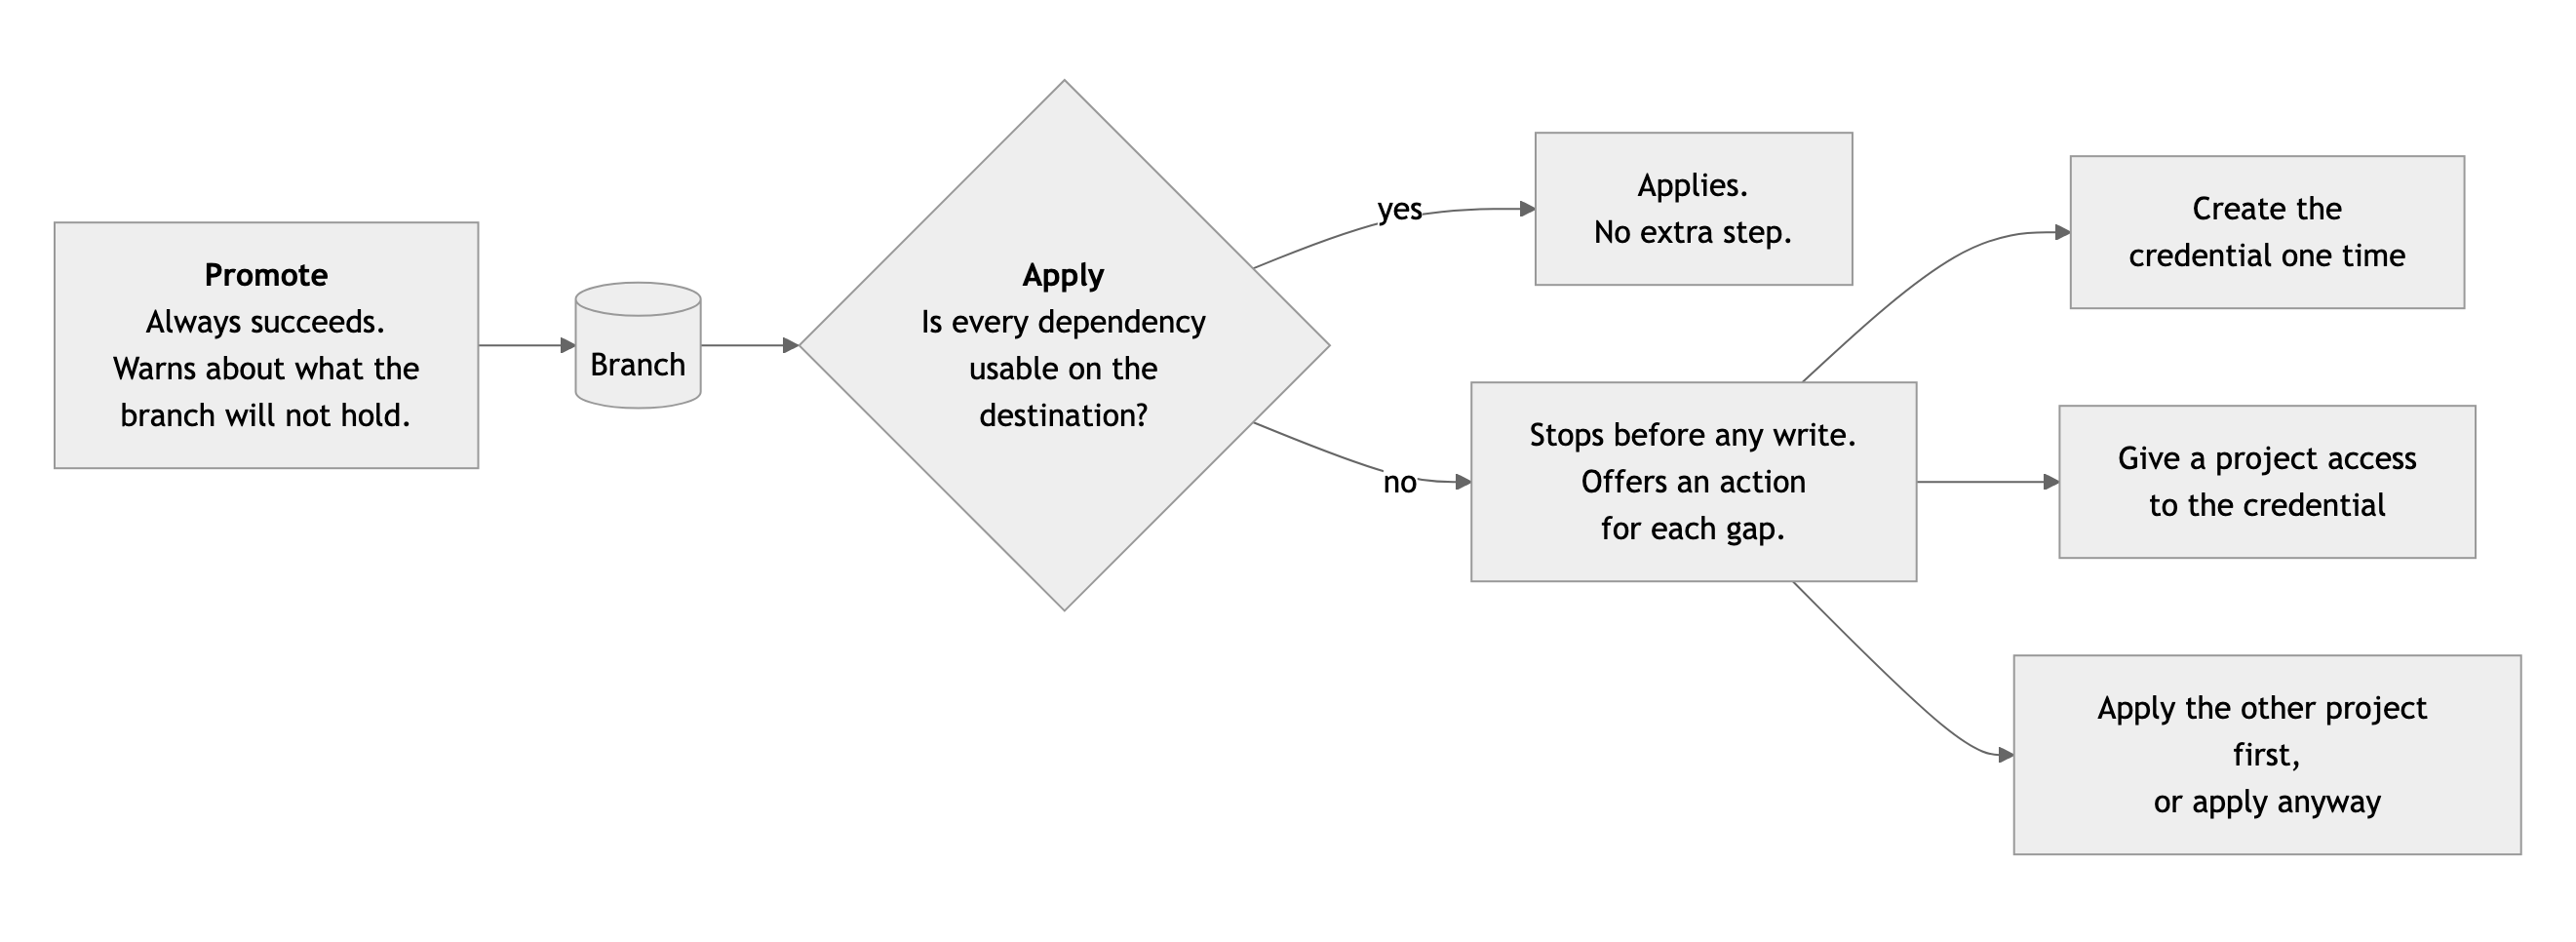 Promote
Always succeeds.
Warns about what the
branch will not hold.
Branch
Apply
Is every dependency
usable on the
destination?
yes
no
Applies.
No extra step.
Stops before any write.
Offers an action
for each gap.
Create the
credential one time
Give a project access
to the credential
Apply the other project
first,
or apply anyway